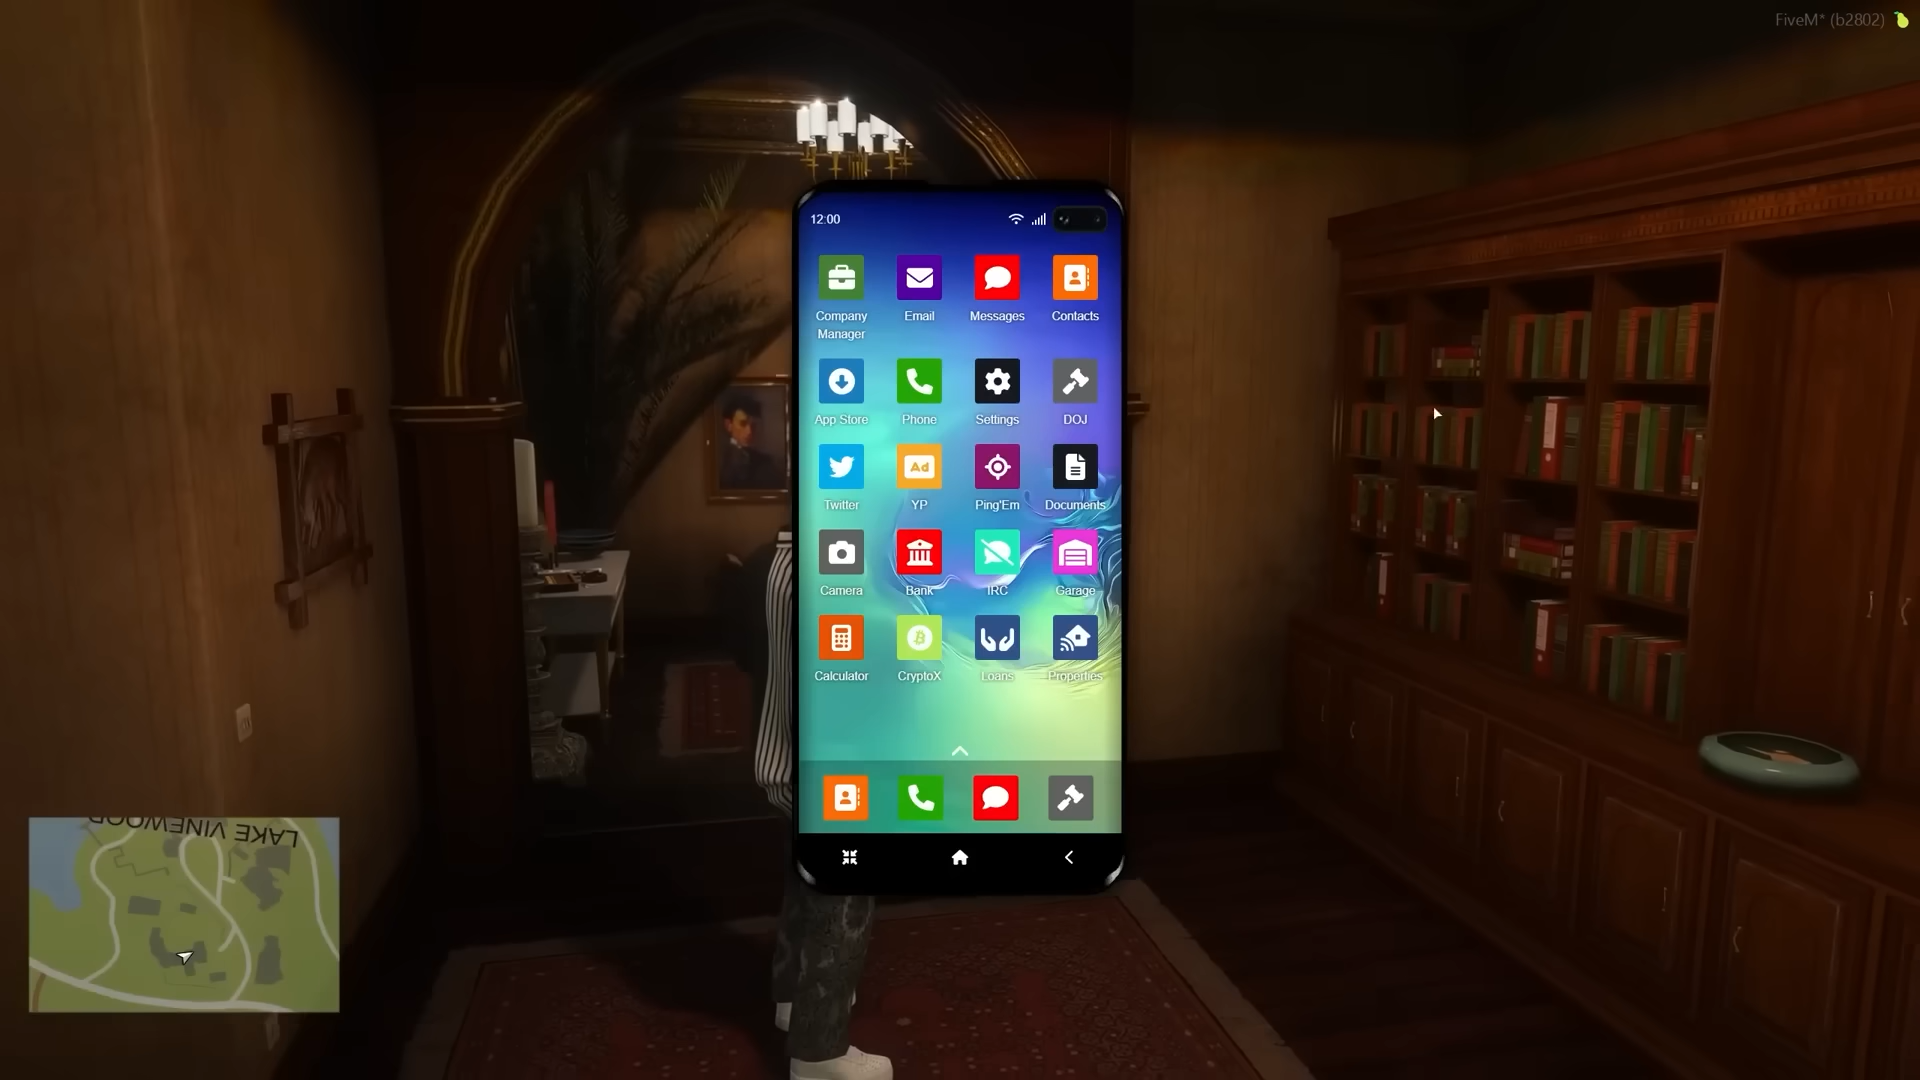 FiveM* (b2802)
12:00
Company Manager
Email
Messages
Contacts
App Store
Phone
Settings
DOJ
Twitter
Ad
YP
Ping'Em
Documents
Camera
Bank
IRC
Garage
Calculator
CryptoX
Loans
Properties
LAKE VINEWOOD